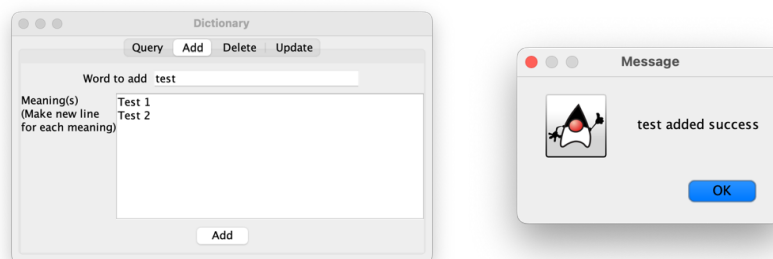 Dictionary
Query Add Delete Update
Word to add test
Meaning(s)
(Make new line
for each meaning)
Test 1
Test 2
Add
Message
test added success
OK